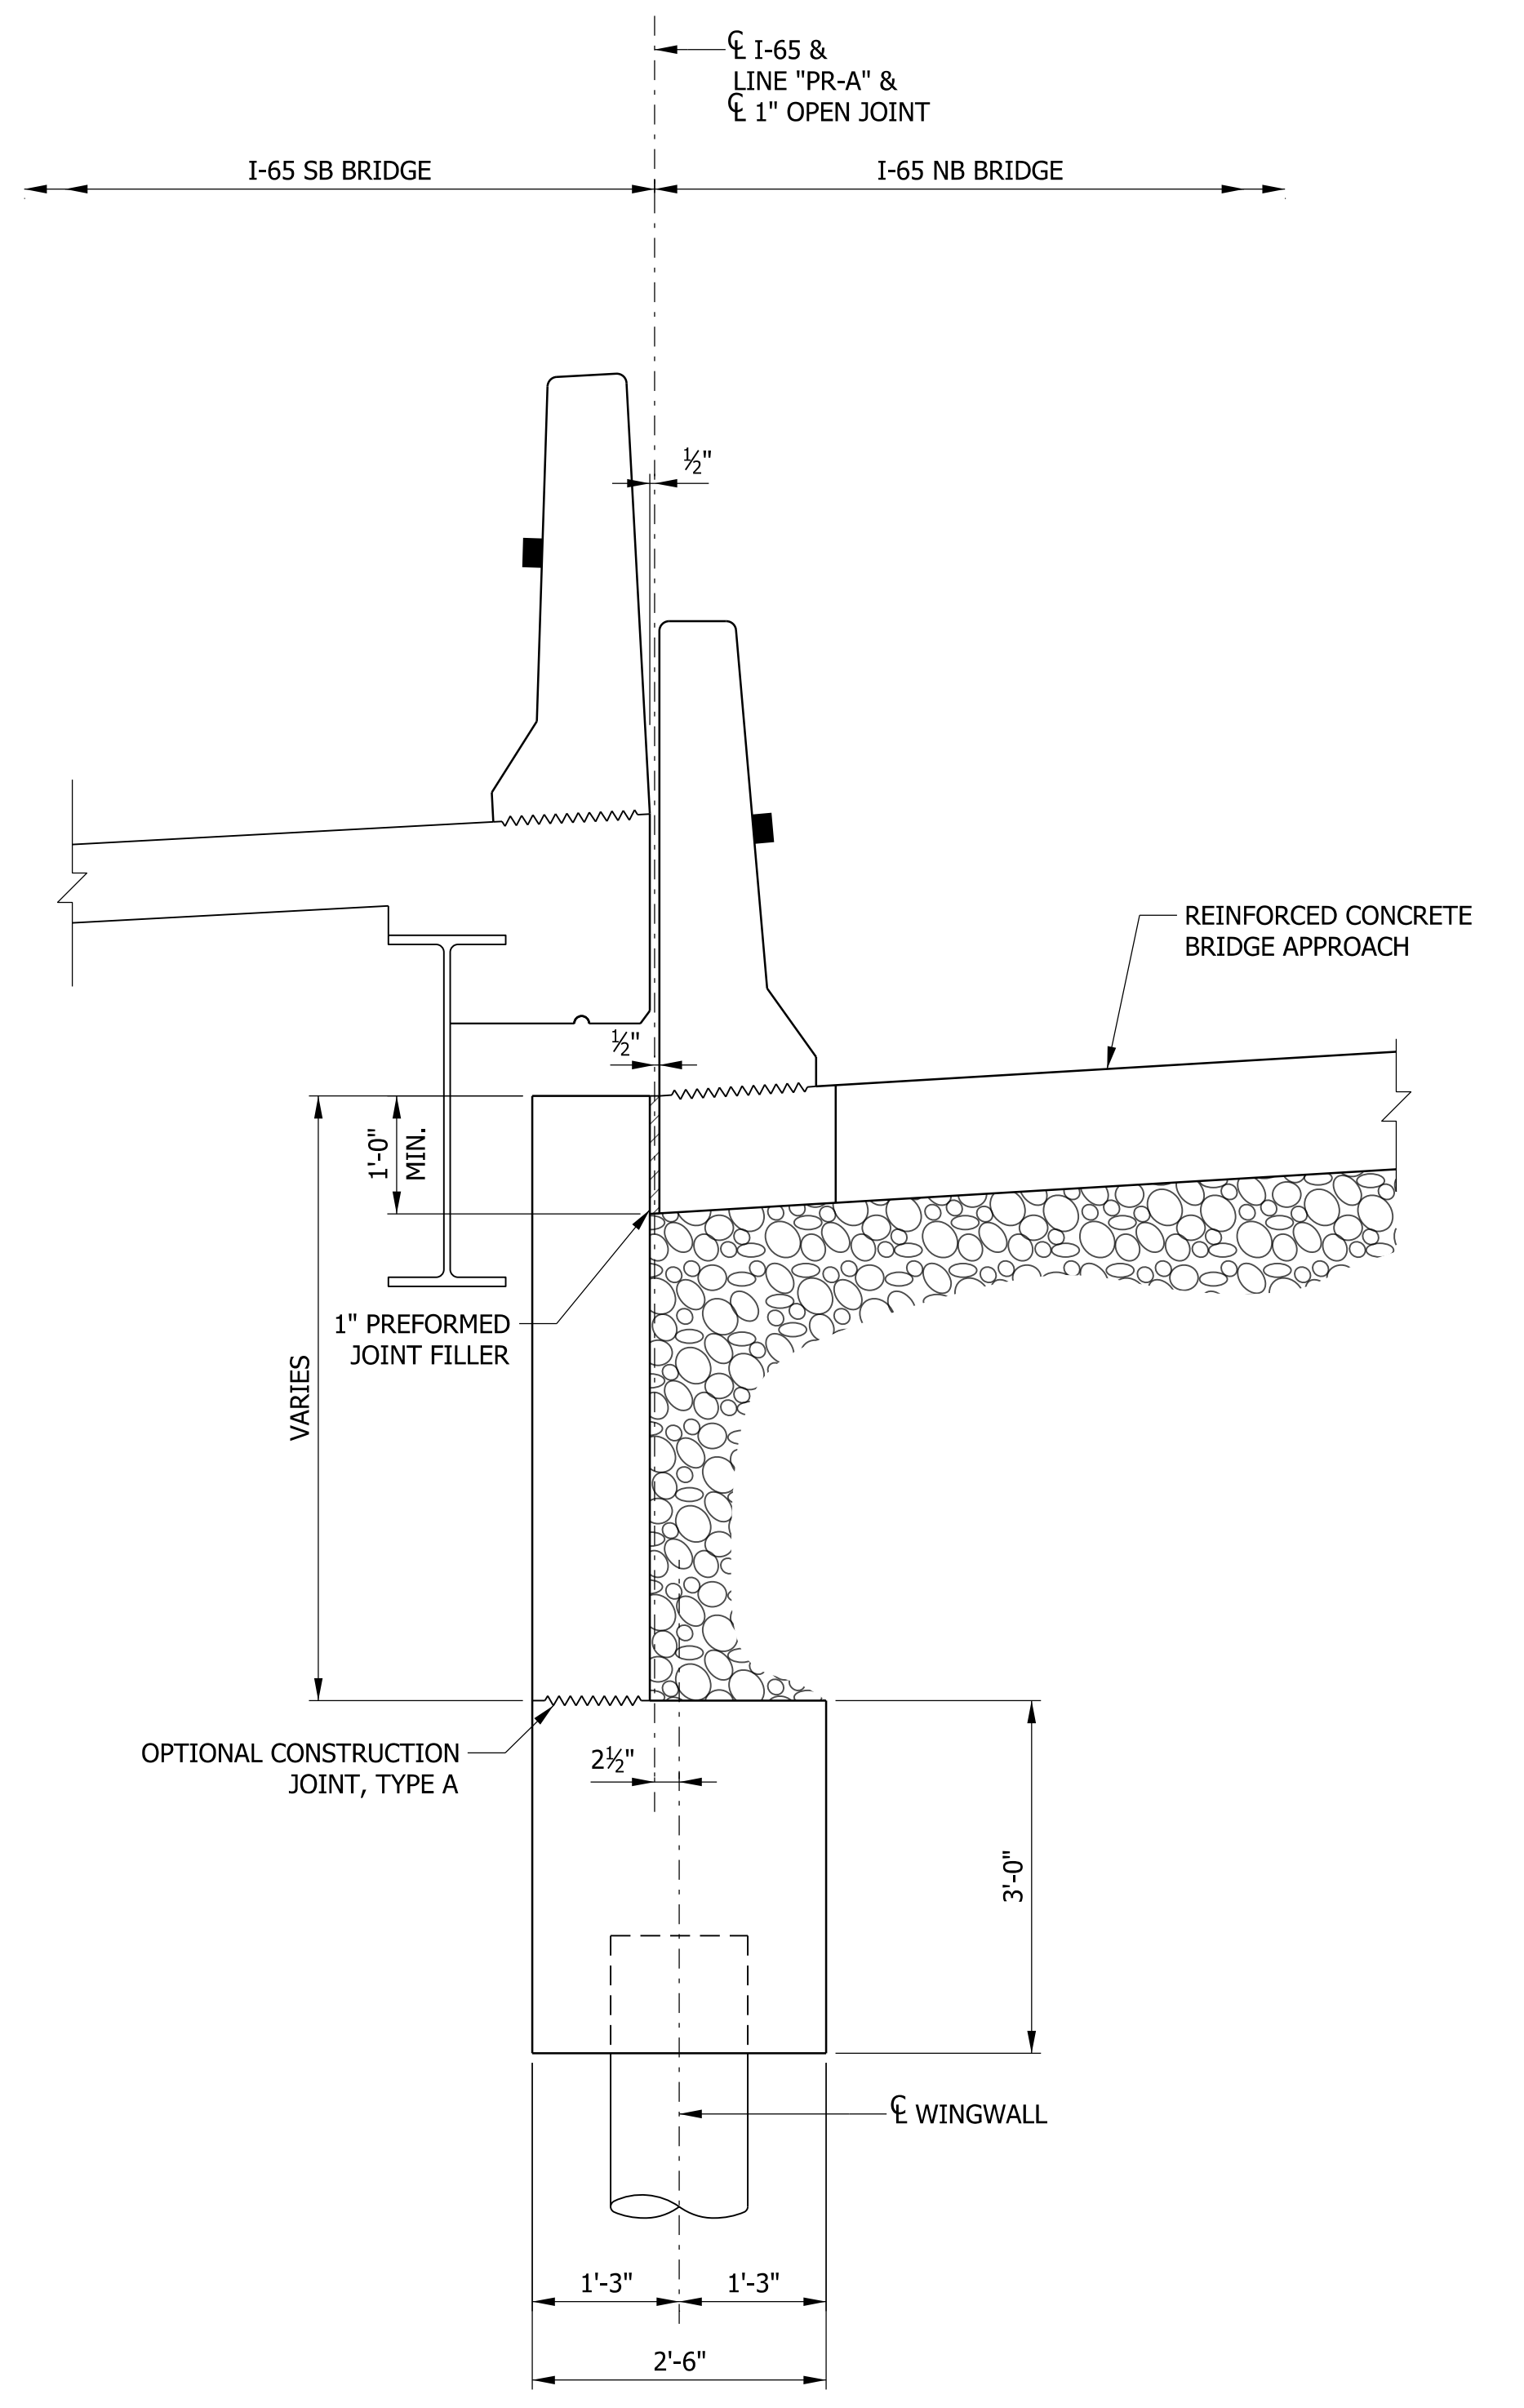 ℄ I-65 &
LINE "PR-A" &
℄ 1" OPEN JOINT
I-65 SB BRIDGE
I-65 NB BRIDGE
½"
REINFORCED CONCRETE
BRIDGE APPROACH
½"
1'-0"
MIN.
1" PREFORMED
JOINT FILLER
VARIES
OPTIONAL CONSTRUCTION
JOINT, TYPE A
2½"
3'-0"
℄ WINGWALL
1'-3"
1'-3"
2'-6"